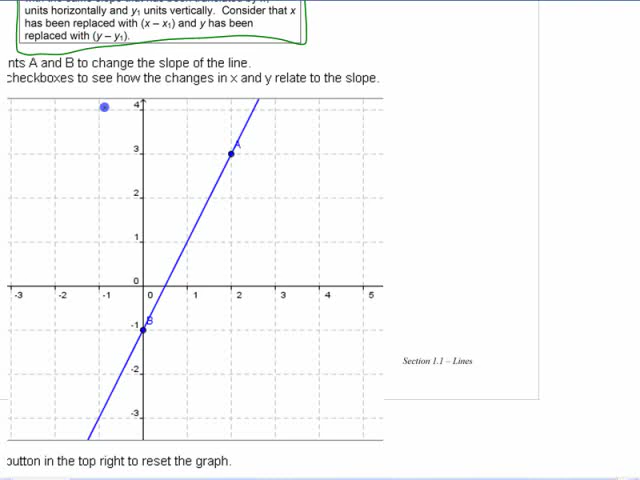 units horizontally and y₁ units vertically. Consider that x
has been replaced with (x – x₁) and y has been
replaced with (y – y₁).
nts A and B to change the slope of the line.
checkboxes to see how the changes in x and y relate to the slope.
4
A
3
2
1
0
-3 -2 -1 0 1 2 3 4 5
B
-1
Section 1.1 – Lines
-2
-3
button in the top right to reset the graph.